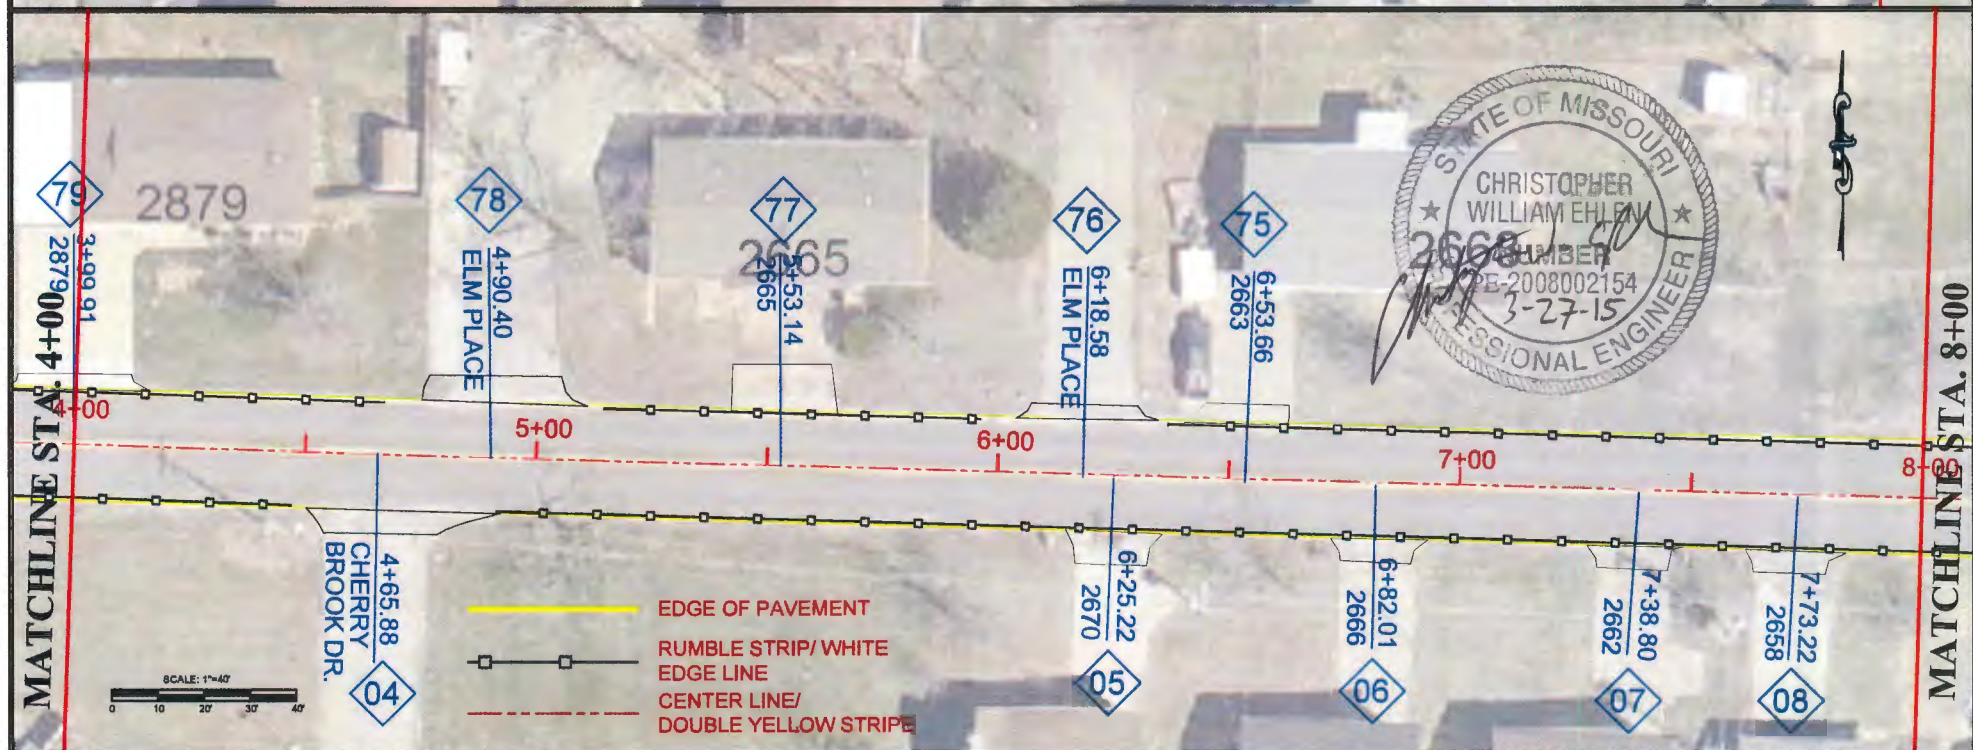 MATCHLINE STA. 4+00
79
3+99.91
2879
2879
78
4+90.40
ELM PLACE
77
2665
5+53.14
2665
76
6+18.58
ELM PLACE
75
6+53.66
2663
STATE OF MISSOURI
CHRISTOPHER
WILLIAM EHLEN
2663
NUMBER
PE-2008002154
3-27-15
PROFESSIONAL ENGINEER
MATCHLINE STA. 8+00
4+00
5+00
6+00
7+00
8+00
4+65.88
CHERRY
BROOK DR.
04
6+25.22
2670
05
6+82.01
2666
06
7+38.80
2662
07
7+73.22
2658
08
EDGE OF PAVEMENT
RUMBLE STRIP/ WHITE
EDGE LINE
CENTER LINE/
DOUBLE YELLOW STRIPE
SCALE: 1"=40'
0 10 20' 30' 40'